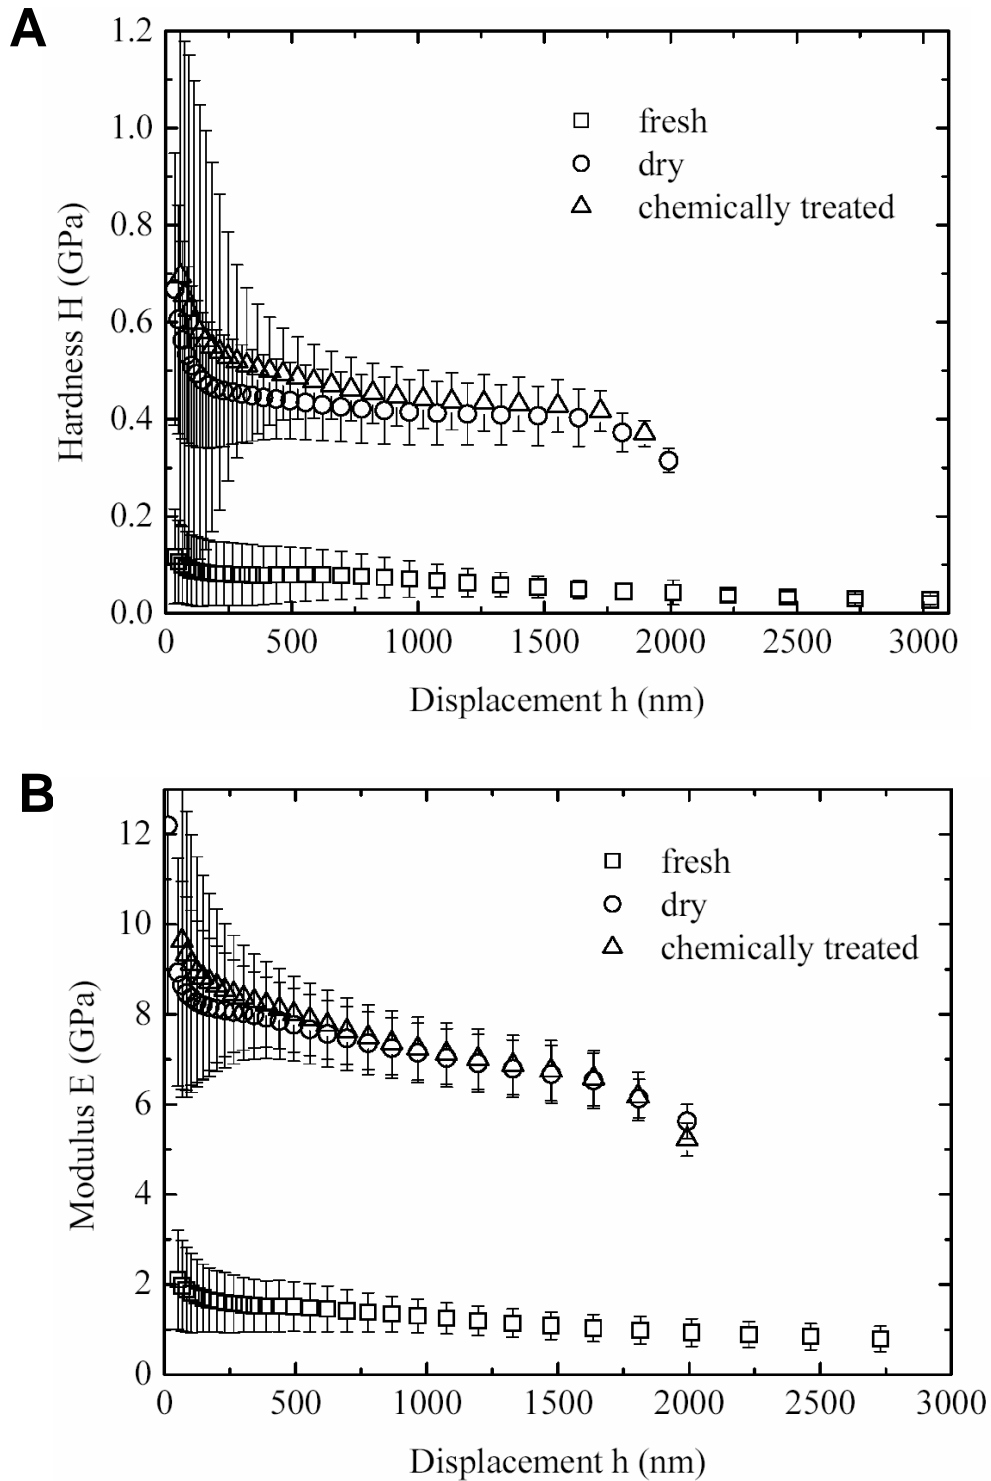 A
1.2
1.0
0.8
0.6
0.4
0.2
0.0
Hardness H (GPa)
fresh
dry
chemically treated
0 500 1000 1500 2000 2500 3000
Displacement h (nm)
B
12
10
8
6
4
2
0
Modulus E (GPa)
fresh
dry
chemically treated
0 500 1000 1500 2000 2500 3000
Displacement h (nm)